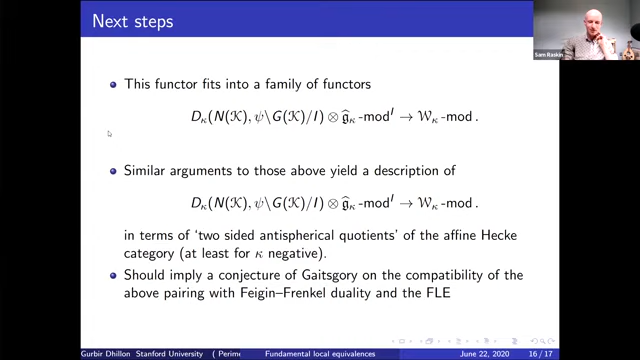 Next steps
Sam Raskin
This functor fits into a family of functors
D_κ(N(𝒦), ψ\G(𝒦)/I) ⊗ ĝ_κ -mod^I → 𝒲_κ -mod .
Similar arguments to those above yield a description of
D_κ(N(𝒦), ψ\G(𝒦)/I) ⊗ ĝ_κ -mod^I → 𝒲_κ -mod .
in terms of ‘two sided antispherical quotients’ of the affine Hecke
category (at least for κ negative).
Should imply a conjecture of Gaitsgory on the compatibility of the
above pairing with Feigin–Frenkel duality and the FLE
Gurbir Dhillon Stanford University ( Perime Fundamental local equivalences June 22, 2020 16 / 17